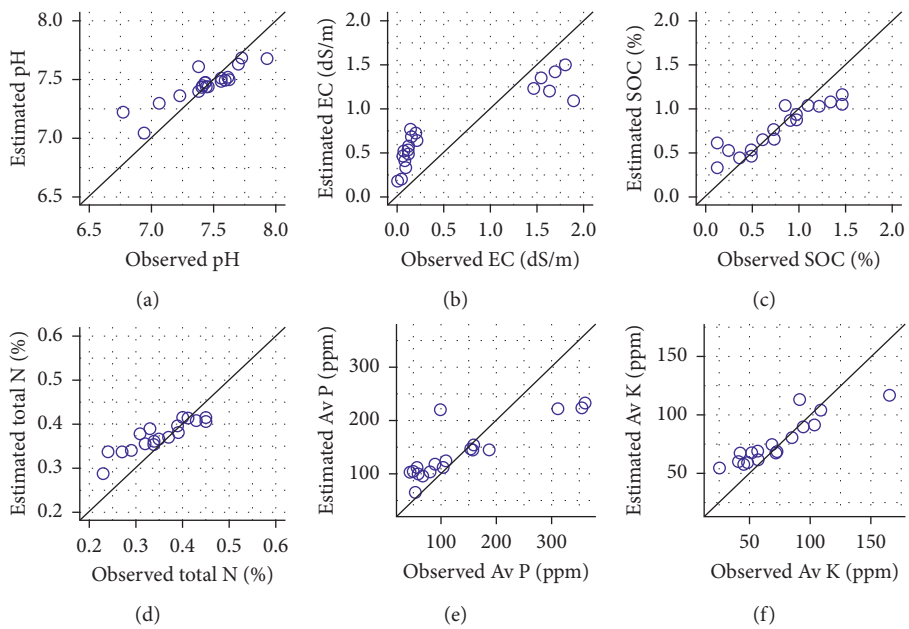 8.0
7.5
7.0
6.5
Estimated pH
6.5 7.0 7.5 8.0
Observed pH
(a)
2.0
1.5
1.0
0.5
0.0
Estimated EC (dS/m)
0.0 0.5 1.0 1.5 2.0
Observed EC (dS/m)
(b)
2.0
1.5
1.0
0.5
0.0
Estimated SOC (%)
0.0 0.5 1.0 1.5 2.0
Observed SOC (%)
(c)
0.6
0.5
0.4
0.3
0.2
Estimated total N (%)
0.2 0.3 0.4 0.5 0.6
Observed total N (%)
(d)
300
200
100
Estimated Av P (ppm)
100 200 300
Observed Av P (ppm)
(e)
150
100
50
Estimated Av K (ppm)
50 100 150
Observed Av K (ppm)
(f)